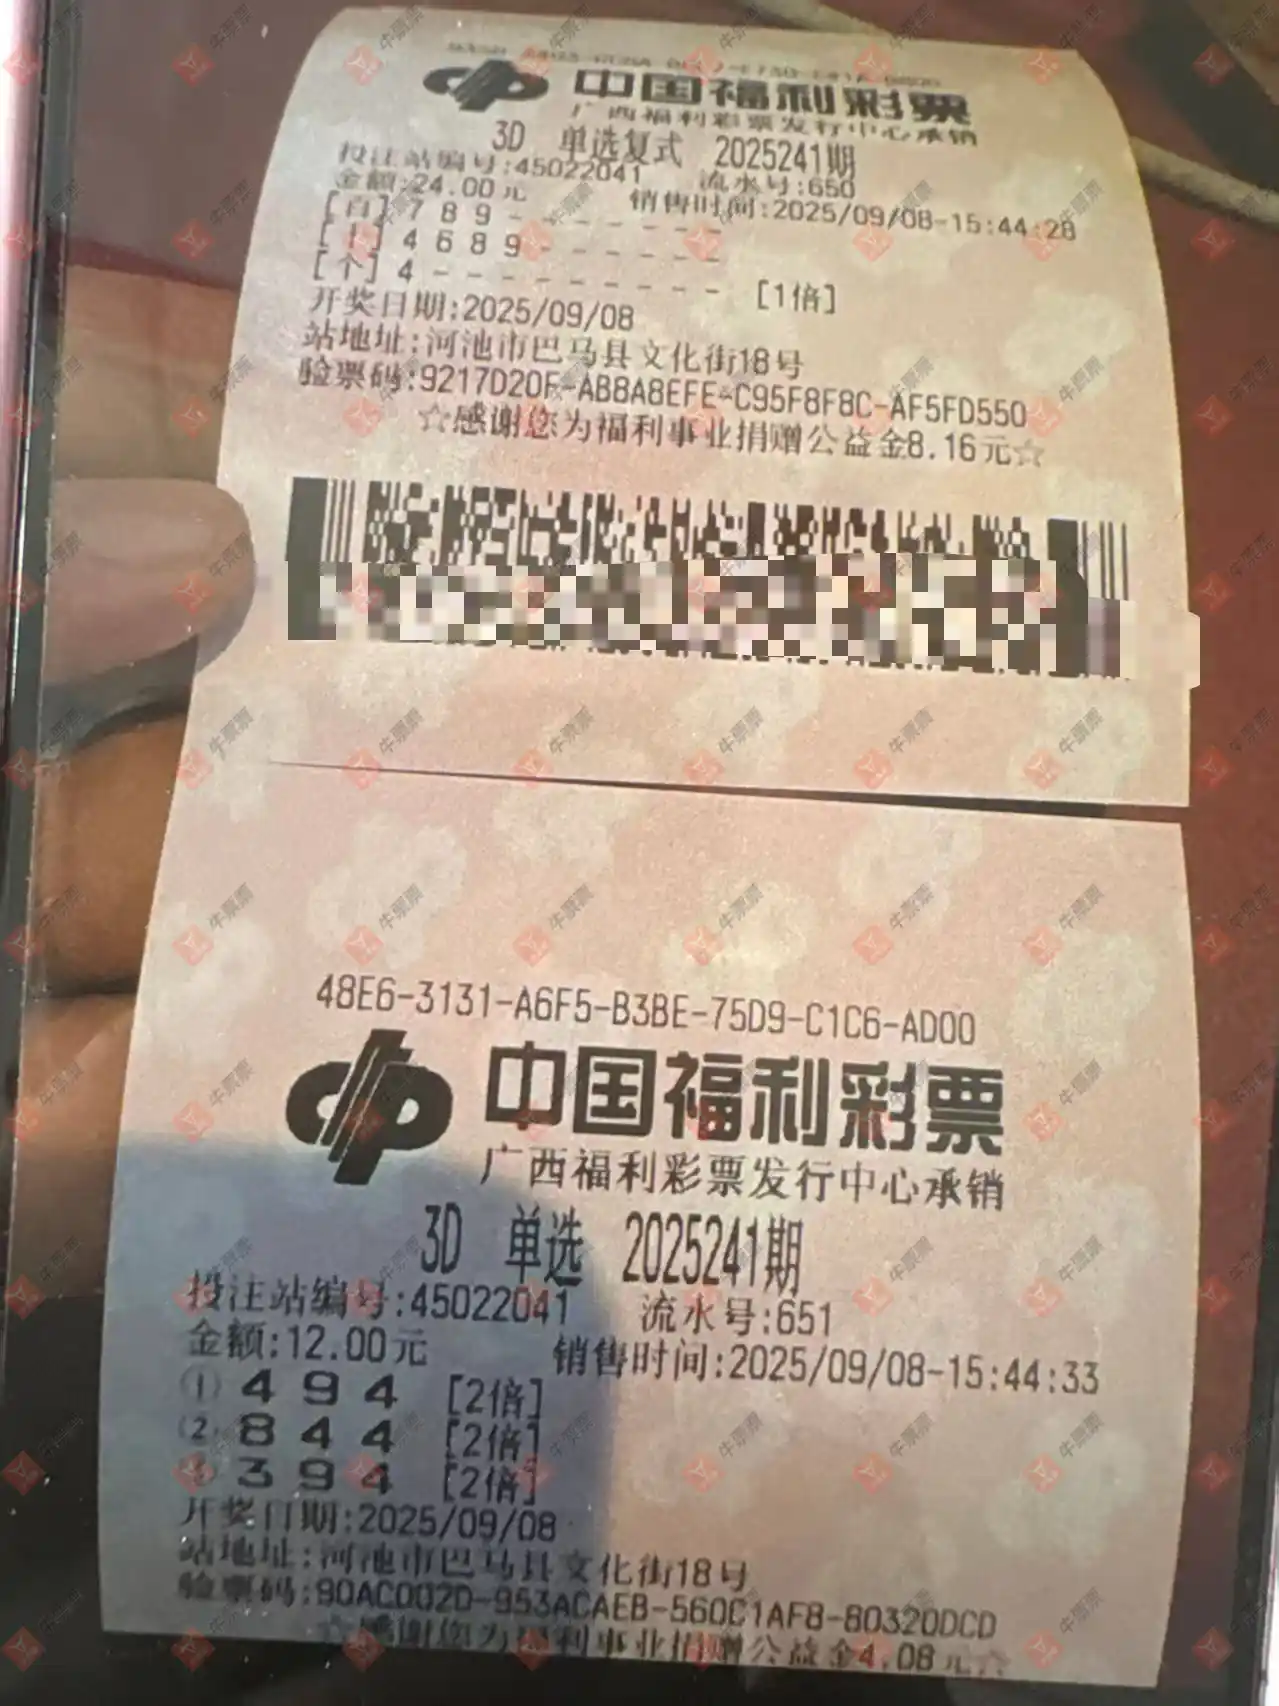 中国福利彩票
广西福利彩票发行中心承销
3D 单选复式 2025241期
投注站编号:45022041 流水号:650
金额:24.00元 销售时间:2025/09/08-15:44:28
[百] 7 8 9 - - - - - - -
[十] 4 6 8 9 - - - - - -
[个] 4 - - - - - - - - - [1倍]
开奖日期:2025/09/08
站地址:河池市巴马县文化街18号
验票码:9217D20F-AB8A8EFE-C95F8F8C-AF5FD550
☆感谢您为福利事业捐赠公益金8.16元☆
48E6-3131-A6F5-B3BE-75D9-C1C6-AD00
中国福利彩票
广西福利彩票发行中心承销
3D 单选 2025241期
投注站编号:45022041 流水号:651
金额:12.00元 销售时间:2025/09/08-15:44:33
① 4 9 4 [2倍]
② 8 4 4 [2倍]
③ 3 9 4 [2倍]
开奖日期:2025/09/08
站地址:河池市巴马县文化街18号
验票码:90AC002D-953ACAEB-560C1AF8-80320DCD
☆感谢您为福利事业捐赠公益金4.08元☆
牛票票